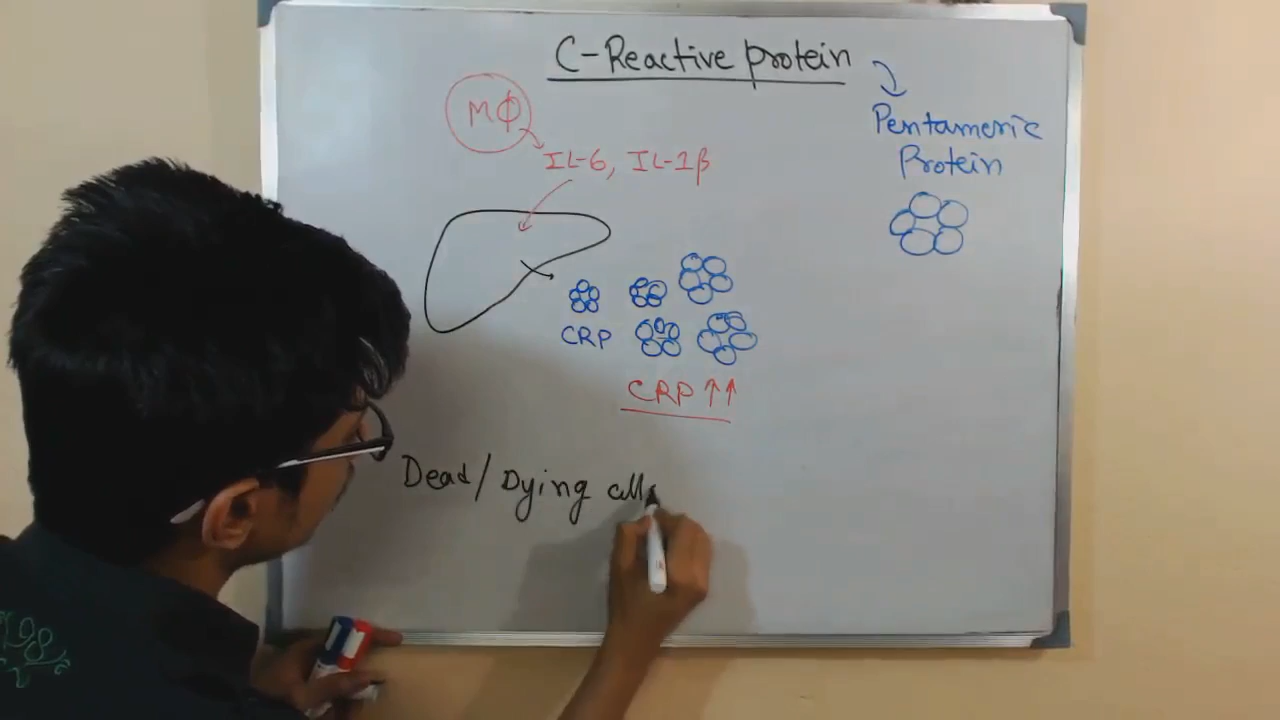 C-Reactive protein
Pentameric
Protein
MΦ
IL-6, IL-1β
CRP
CRP ↑↑
Dead/Dying cells